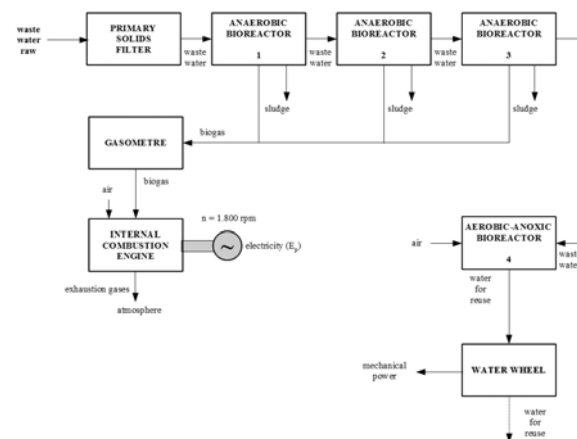 waste
water
raw
PRIMARY
SOLIDS
FILTER
waste
water
ANAEROBIC
BIOREACTOR
1
waste
water
ANAEROBIC
BIOREACTOR
2
waste
water
ANAEROBIC
BIOREACTOR
3
sludge
sludge
sludge
biogas
GASOMETRE
biogas
air
n = 1.800 rpm
INTERNAL
COMBUSTION
ENGINE
~
electricity (Ep)
exhaustion gases
atmosphere
air
AEROBIC-ANOXIC
BIOREACTOR
4
waste
water
water
for
reuse
mechanical
power
WATER WHEEL
water
for
reuse